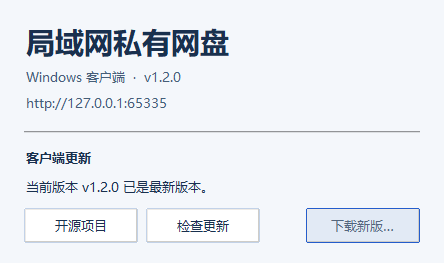 局域网私有网盘
Windows 客户端 · v1.2.0
http://127.0.0.1:65335
客户端更新
当前版本 v1.2.0 已是最新版本。
开源项目 检查更新 下载新版...